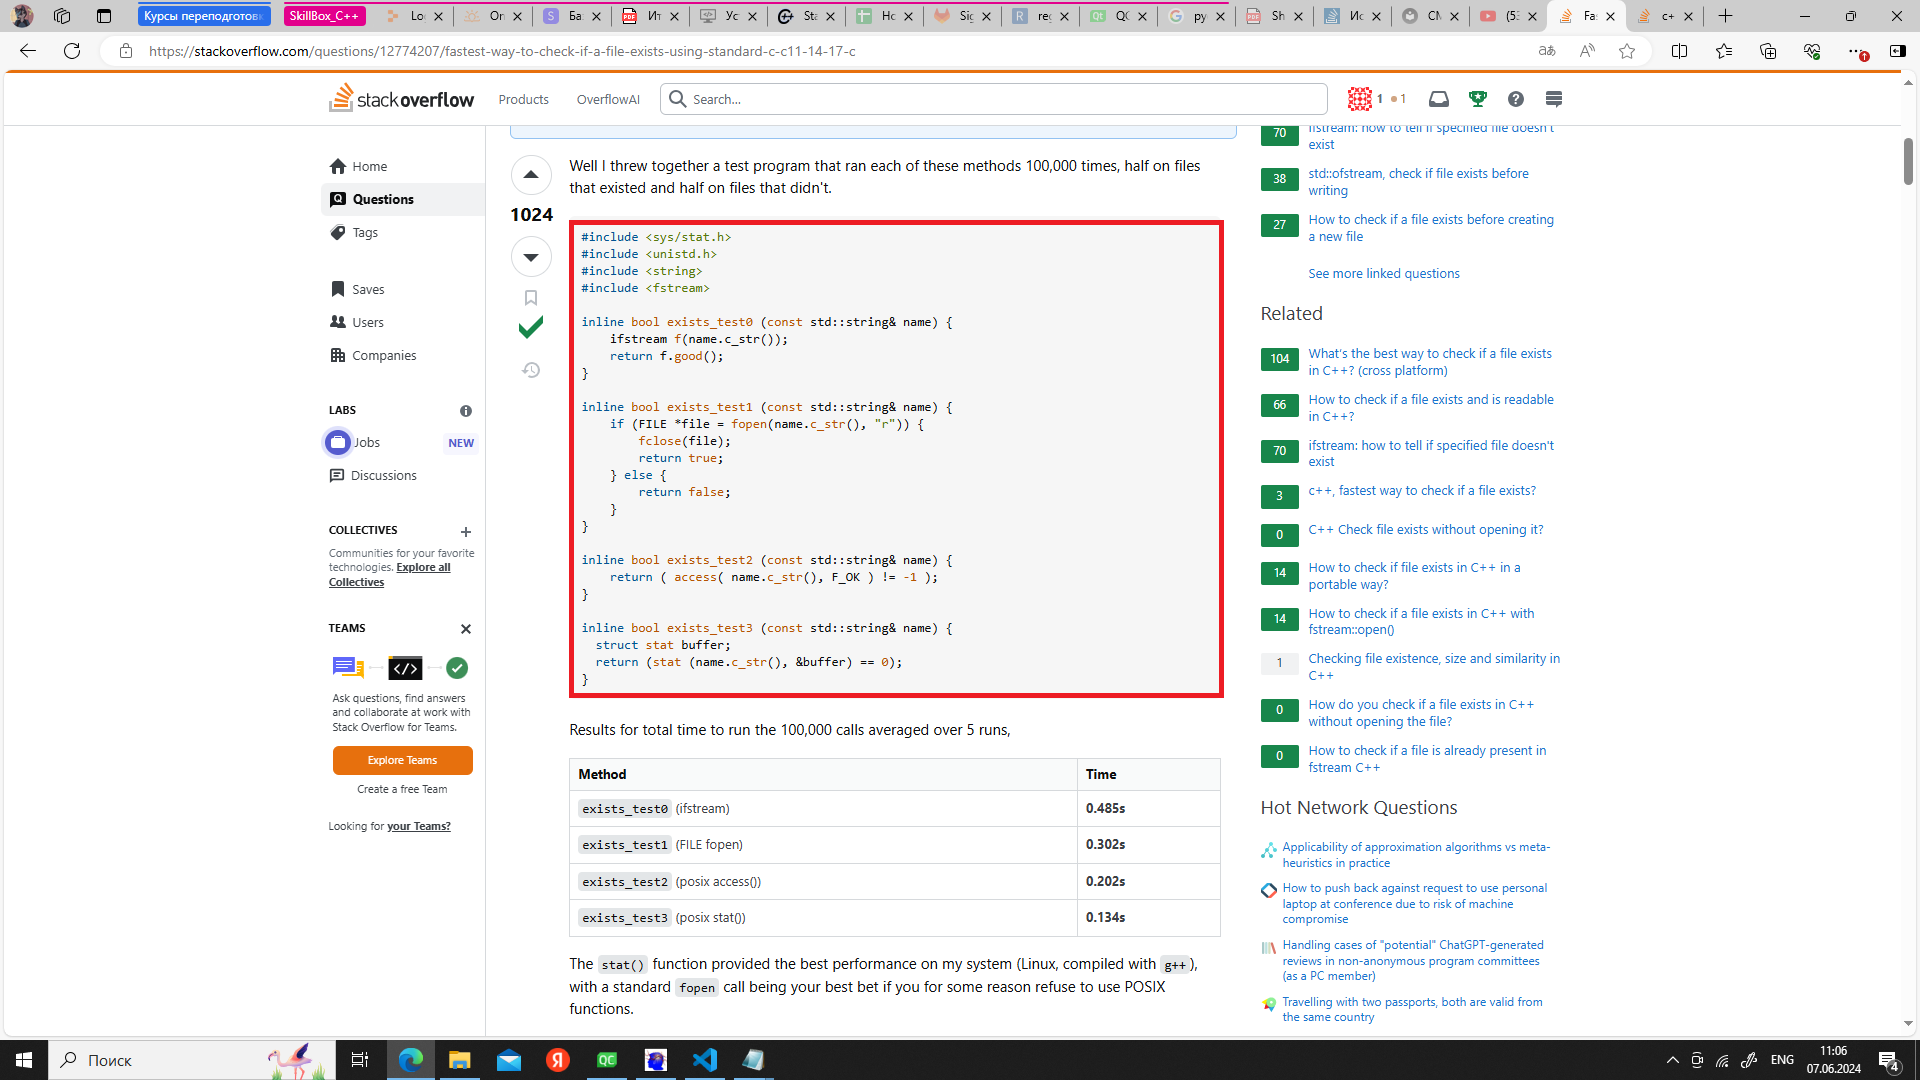 Курсы переподготовк
SkillBox_C++
Lo
On
Ba
Ит
Ус
Sta
Hc
Sig
re
QC
py
Sh
Ис
CM
(53
Fa
c+
https://stackoverflow.com/questions/12774207/fastest-way-to-check-if-a-file-exists-using-standard-c-c11-14-17-c
stackoverflow
Products
OverflowAI
Search...
1
1
Home
Questions
Tags
Saves
Users
Companies
LABS
Jobs
NEW
Discussions
COLLECTIVES
Communities for your favorite
technologies. Explore all
Collectives
TEAMS
Ask questions, find answers
and collaborate at work with
Stack Overflow for Teams.
Explore Teams
Create a free Team
Looking for your Teams?
1024
Well I threw together a test program that ran each of these methods 100,000 times, half on files
that existed and half on files that didn't.
#include <sys/stat.h>
#include <unistd.h>
#include <string>
#include <fstream>
inline bool exists_test0 (const std::string& name) {
    ifstream f(name.c_str());
    return f.good();
}
inline bool exists_test1 (const std::string& name) {
    if (FILE *file = fopen(name.c_str(), "r")) {
        fclose(file);
        return true;
    } else {
        return false;
    }
}
inline bool exists_test2 (const std::string& name) {
    return ( access( name.c_str(), F_OK ) != -1 );
}
inline bool exists_test3 (const std::string& name) {
  struct stat buffer;
  return (stat (name.c_str(), &buffer) == 0);
}
Results for total time to run the 100,000 calls averaged over 5 runs,
Method Time
exists_test0 (ifstream) 0.485s
exists_test1 (FILE fopen) 0.302s
exists_test2 (posix access()) 0.202s
exists_test3 (posix stat()) 0.134s
The stat() function provided the best performance on my system (Linux, compiled with g++),
with a standard fopen call being your best bet if you for some reason refuse to use POSIX
functions.
70 ifstream: how to tell if specified file doesn't
exist
38 std::ofstream, check if file exists before
writing
27 How to check if a file exists before creating
a new file
See more linked questions
Related
104 What's the best way to check if a file exists
in C++? (cross platform)
66 How to check if a file exists and is readable
in C++?
70 ifstream: how to tell if specified file doesn't
exist
3 c++, fastest way to check if a file exists?
0 C++ Check file exists without opening it?
14 How to check if file exists in C++ in a
portable way?
14 How to check if a file exists in C++ with
fstream::open()
1 Checking file existence, size and similarity in
C++
0 How do you check if a file exists in C++
without opening the file?
0 How to check if a file is already present in
fstream C++
Hot Network Questions
Applicability of approximation algorithms vs meta-
heuristics in practice
How to push back against request to use personal
laptop at conference due to risk of machine
compromise
Handling cases of "potential" ChatGPT-generated
reviews in non-anonymous program committees
(as a PC member)
Travelling with two passports, both are valid from
the same country
Поиск
ENG
11:06
07.06.2024
4